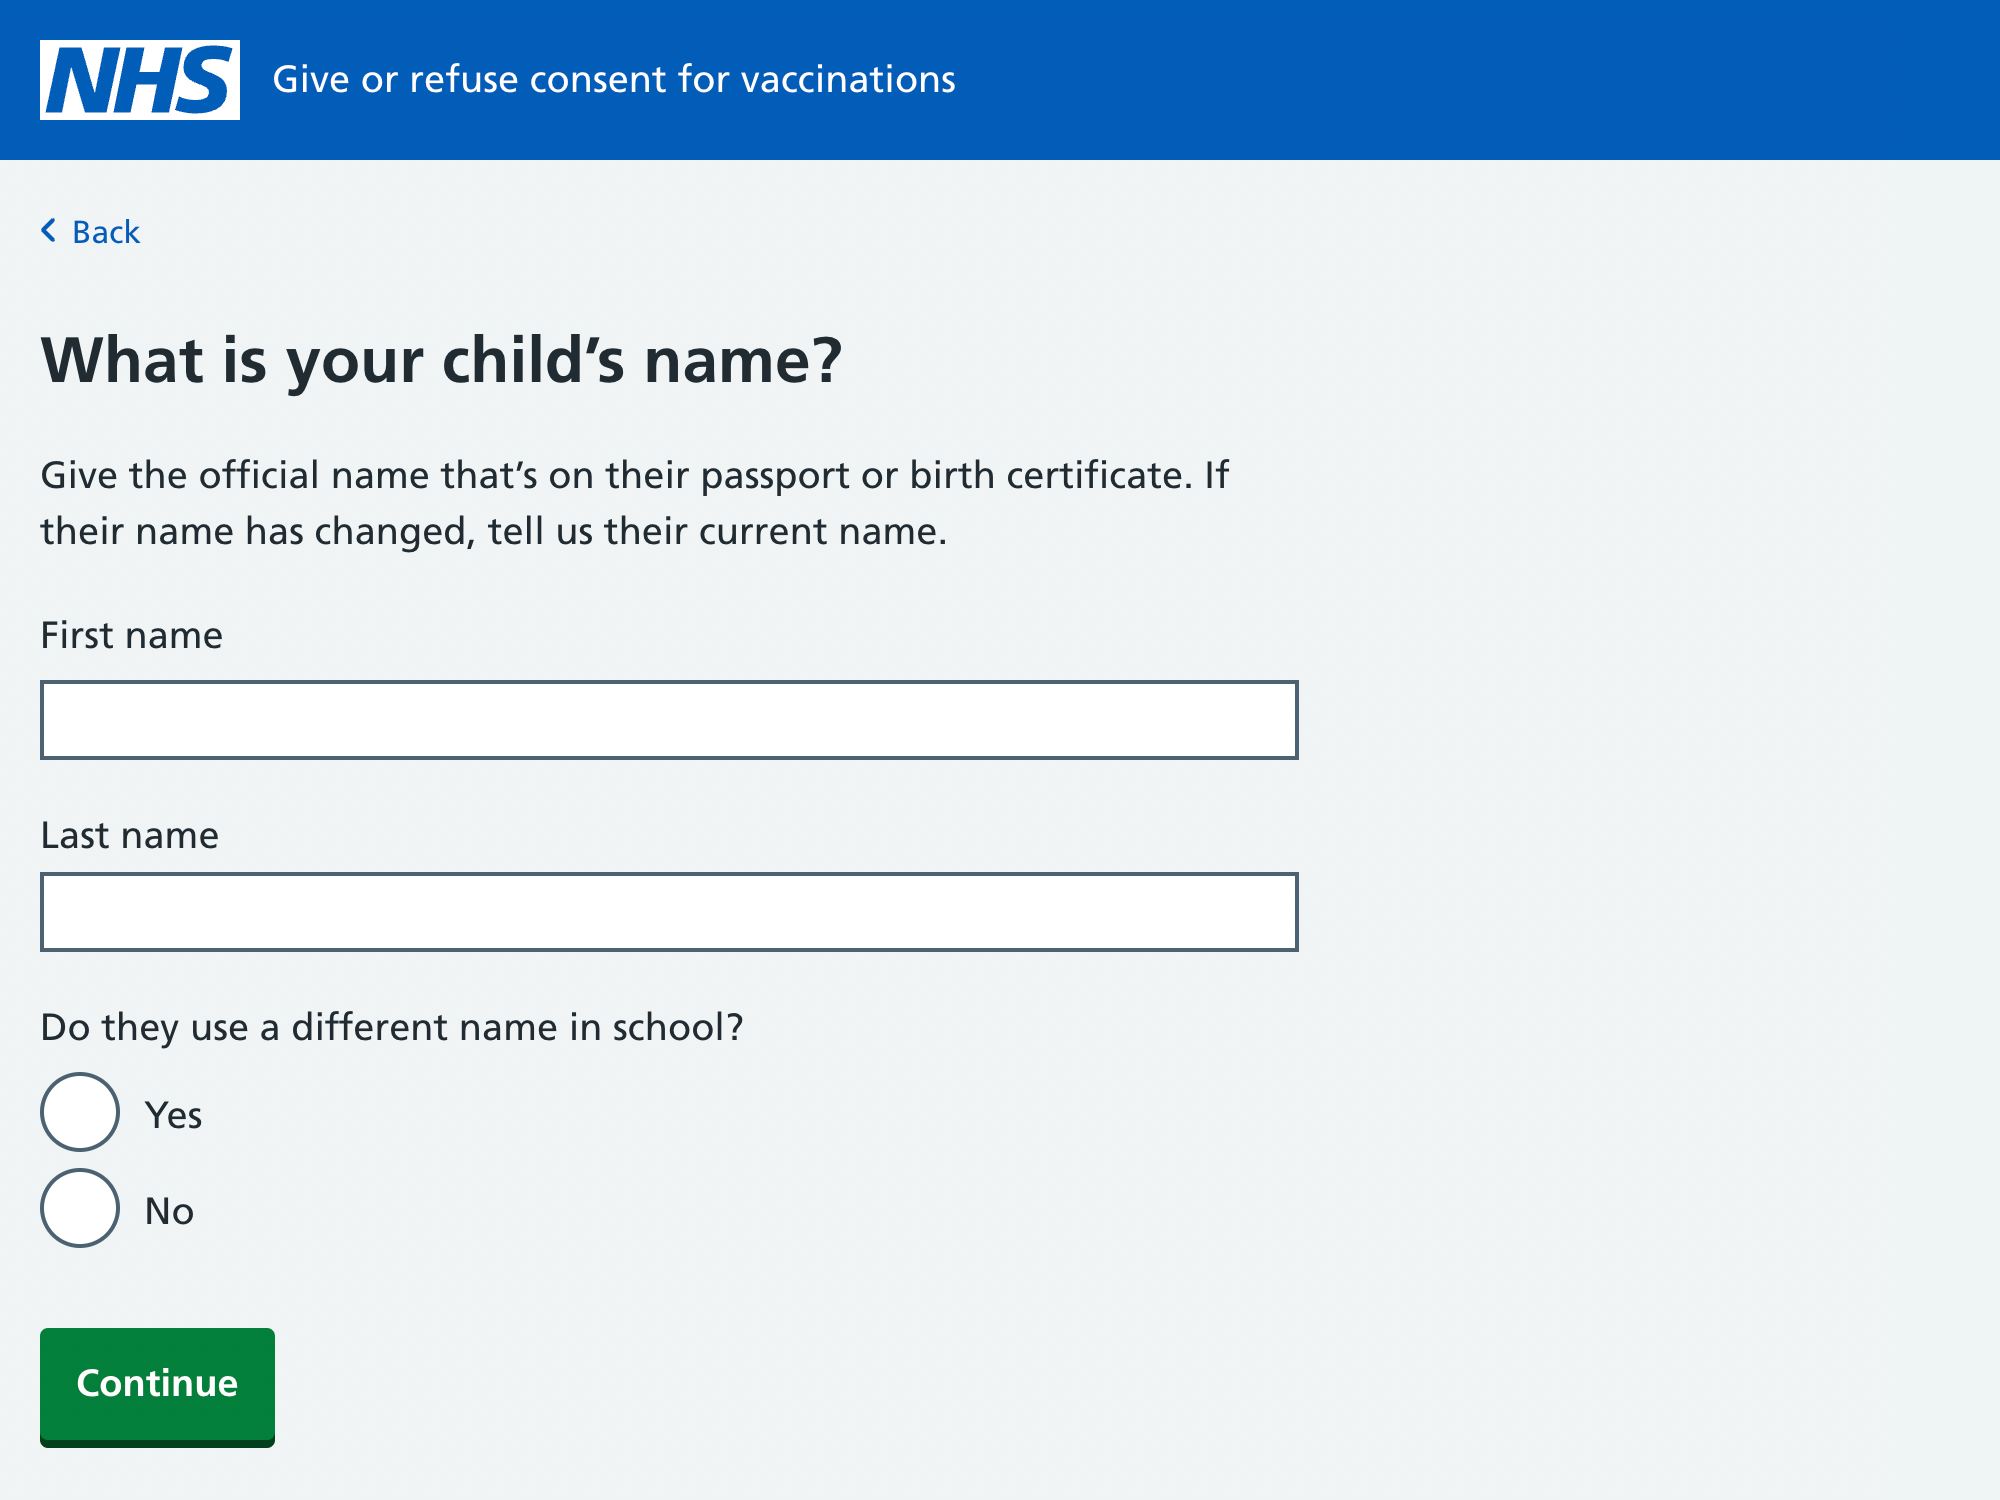 NHS Give or refuse consent for vaccinations
Back
What is your child’s name?
Give the official name that’s on their passport or birth certificate. If
their name has changed, tell us their current name.
First name
Last name
Do they use a different name in school?
Yes
No
Continue